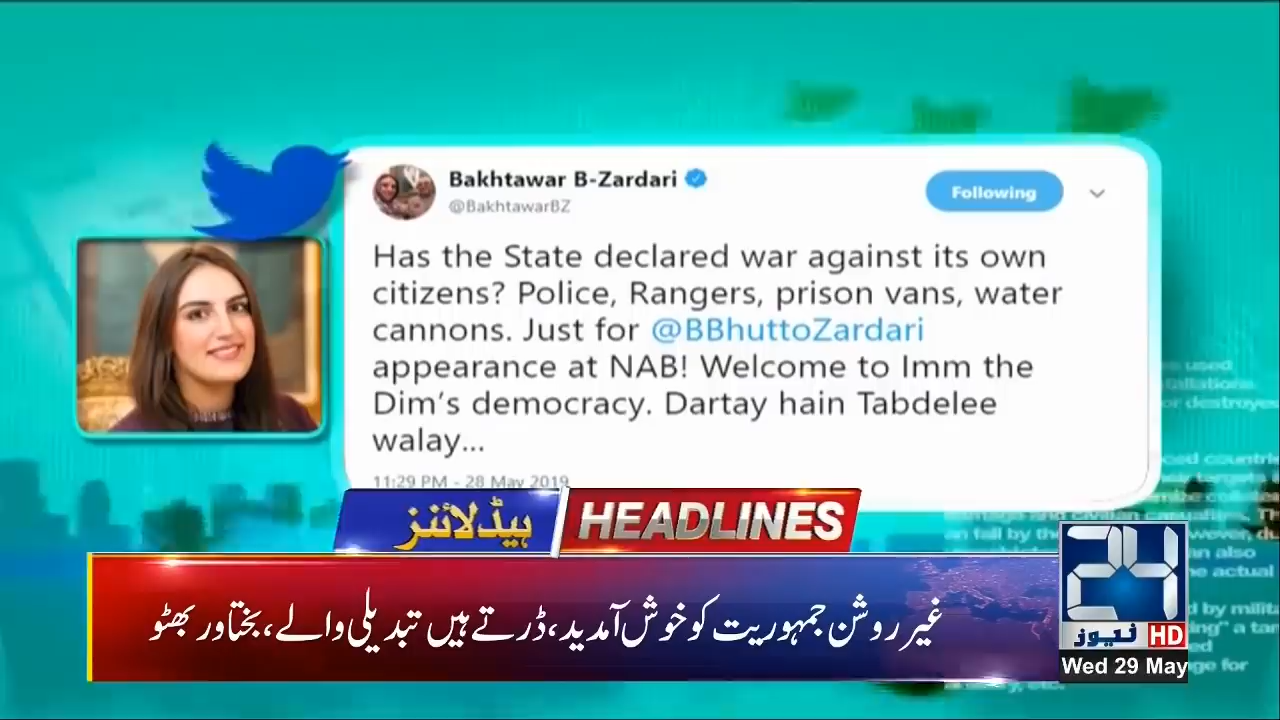 Bakhtawar B-Zardari
@BakhtawarBZ
Following
Has the State declared war against its own
citizens? Police, Rangers, prison vans, water
cannons. Just for @BBhuttoZardari
appearance at NAB! Welcome to Imm the
Dim's democracy. Dartay hain Tabdelee
walay...
11:29 PM - 28 May 2019
ہیڈلائنز HEADLINES
غیر روشن جمہوریت کو خوش آمدید، ڈرتے ہیں تبدیلی والے، بختاور بھٹو
24
نیوز HD
Wed 29 May